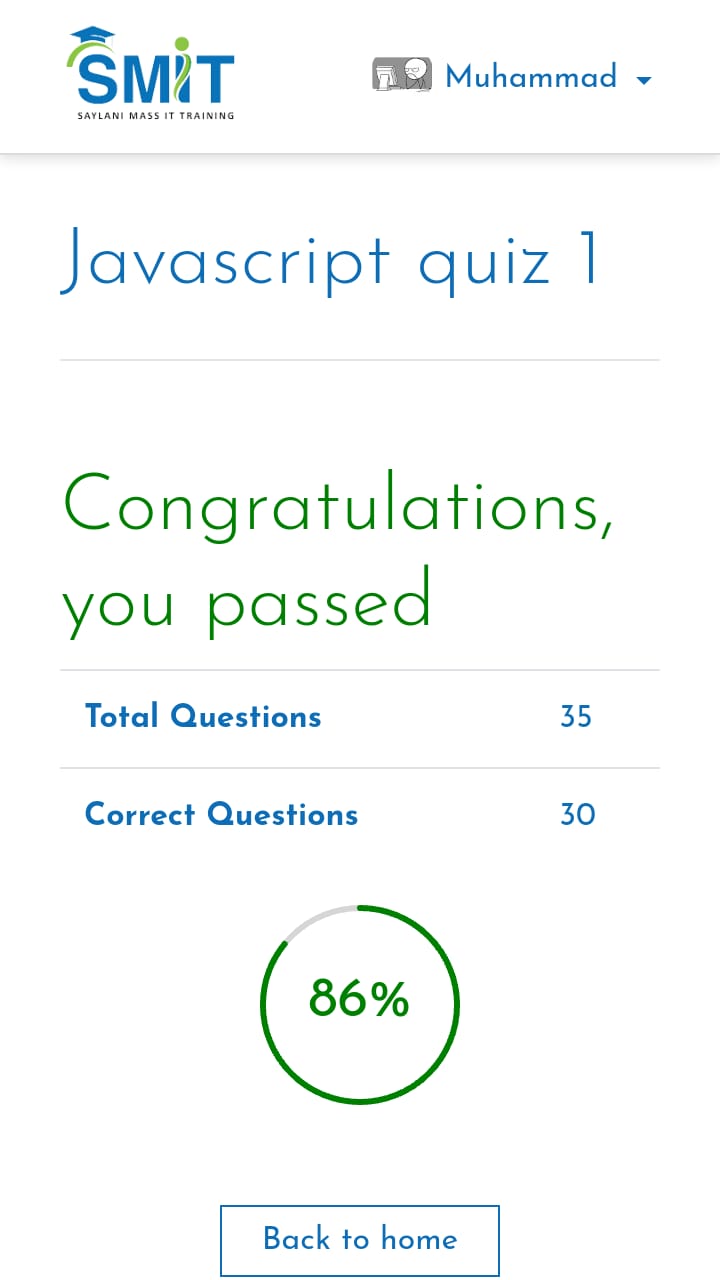 SMIT
SAYLANI MASS IT TRAINING
Muhammad
Javascript quiz 1
Congratulations,
you passed
Total Questions 35
Correct Questions 30
86%
Back to home